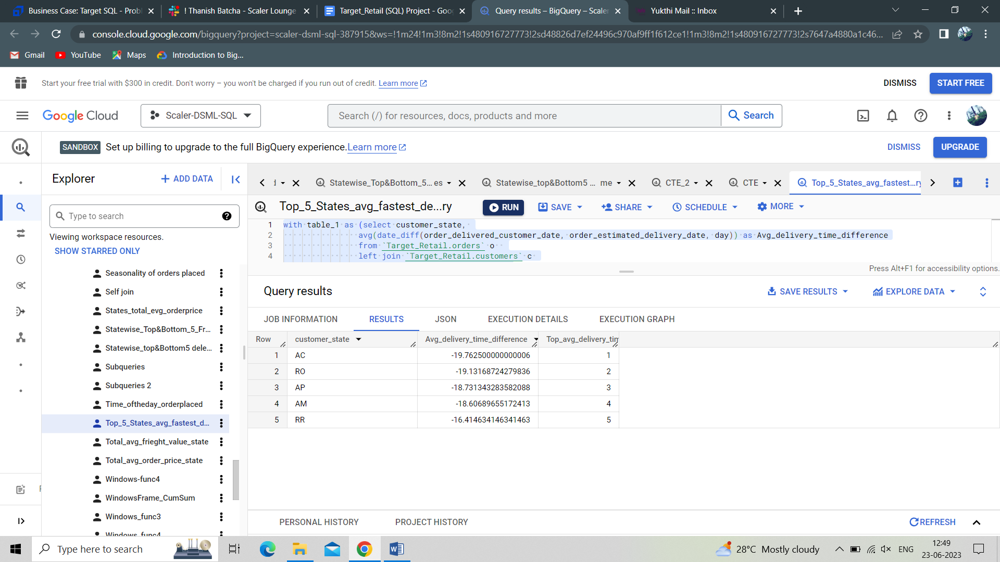 Business Case: Target SQL - Probl
! Thanish Batcha - Scaler Lounge
Target_Retail (SQL) Project - Goog
Query results – BigQuery – Scaler
Yukthi Mail :: Inbox
console.cloud.google.com/bigquery?project=scaler-dsml-sql-387915&ws=!1m24!1m3!8m2!1s480916727773!2sd48826d7ef24496c970af9ff1f612ce1!1m3!8m2!1s480916727773!2s7647a4880a1c46...
Gmail
YouTube
Maps
Introduction to Big...
Start your free trial with $300 in credit. Don't worry – you won't be charged if you run out of credit. Learn more
DISMISS
START FREE
Google Cloud
Scaler-DSML-SQL
Search (/) for resources, docs, products and more
Search
SANDBOX Set up billing to upgrade to the full BigQuery experience. Learn more
DISMISS
UPGRADE
Explorer
+ ADD DATA
Type to search
Viewing workspace resources.
SHOW STARRED ONLY
Seasonality of orders placed
Self join
States_total_evg_orderprice
Statewise_Top&Bottom_5_Fr...
Statewise_top&Bottom5 dele...
Subqueries
Subqueries 2
Time_oftheday_orderplaced
Top_5_States_avg_fastest_d...
Total_avg_frieght_value_state
Total_avg_order_price_state
Windows-func4
WindowsFrame_CumSum
Windows_func3
Windows_func4
Statewise_Top&Bottom_5... es
Statewise_top&Bottom5 ... me
CTE_2
CTE
Top_5_States_avg_fastest...ry
Top_5_States_avg_fastest_de...ry
RUN
SAVE
SHARE
SCHEDULE
MORE
1 with table_1 as (select customer_state,
2 avg(date_diff(order_delivered_customer_date, order_estimated_delivery_date, day)) as Avg_delivery_time_difference
3 from `Target_Retail.orders` o
4 left join `Target_Retail.customers` c
Press Alt+F1 for accessibility options.
Query results
SAVE RESULTS
EXPLORE DATA
JOB INFORMATION
RESULTS
JSON
EXECUTION DETAILS
EXECUTION GRAPH
Row customer_state Avg_delivery_time_difference Top_avg_delivery_tim
1 AC -19.762500000000006 1
2 RO -19.13168724279836 2
3 AP -18.731343283582088 3
4 AM -18.60689655172413 4
5 RR -16.414634146341463 5
PERSONAL HISTORY
PROJECT HISTORY
REFRESH
Type here to search
28°C Mostly cloudy
ENG
12:49
23-06-2023